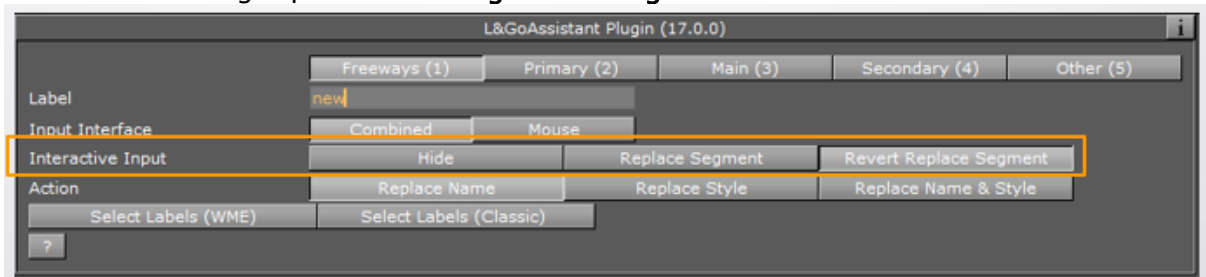 L&GoAssistant Plugin (17.0.0) i
Freeways (1) Primary (2) Main (3) Secondary (4) Other (5)
Label new
Input Interface Combined Mouse
Interactive Input Hide Replace Segment Revert Replace Segment
Action Replace Name Replace Style Replace Name & Style
Select Labels (WME) Select Labels (Classic)
?